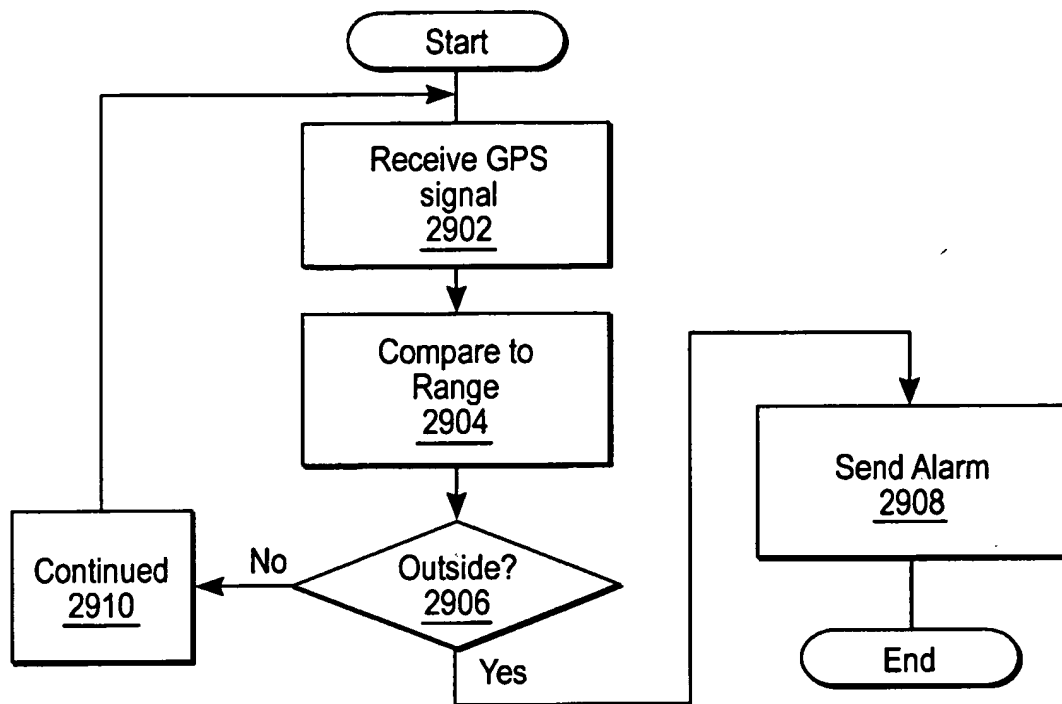 Start
Receive GPS
signal
2902
Compare to
Range
2904
Outside?
2906
No
Continued
2910
Yes
Send Alarm
2908
End